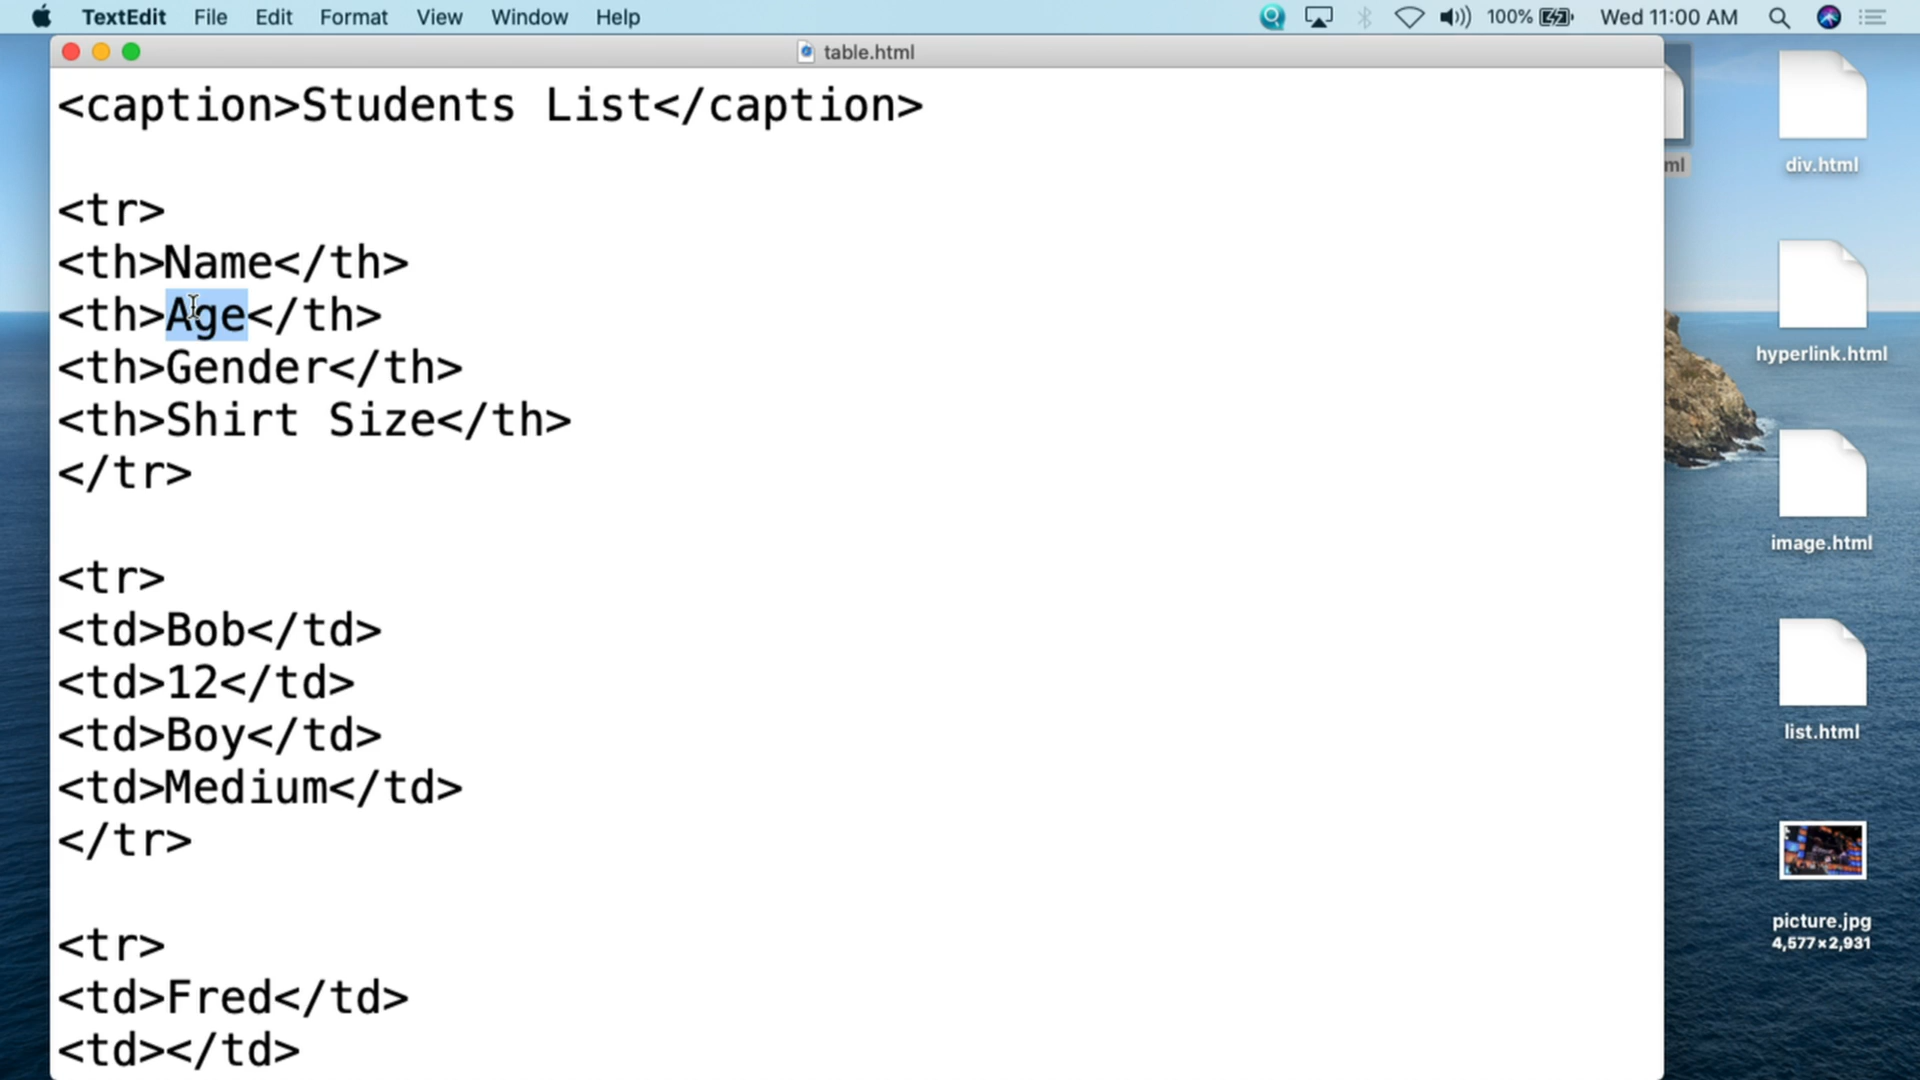 TextEdit File Edit Format View Window Help 100% Wed 11:00 AM
table.html
<caption>Students List</caption>
<tr>
<th>Name</th>
<th>Age</th>
<th>Gender</th>
<th>Shirt Size</th>
</tr>
<tr>
<td>Bob</td>
<td>12</td>
<td>Boy</td>
<td>Medium</td>
</tr>
<tr>
<td>Fred</td>
<td></td>
ml
div.html
hyperlink.html
image.html
list.html
picture.jpg
4,577×2,931